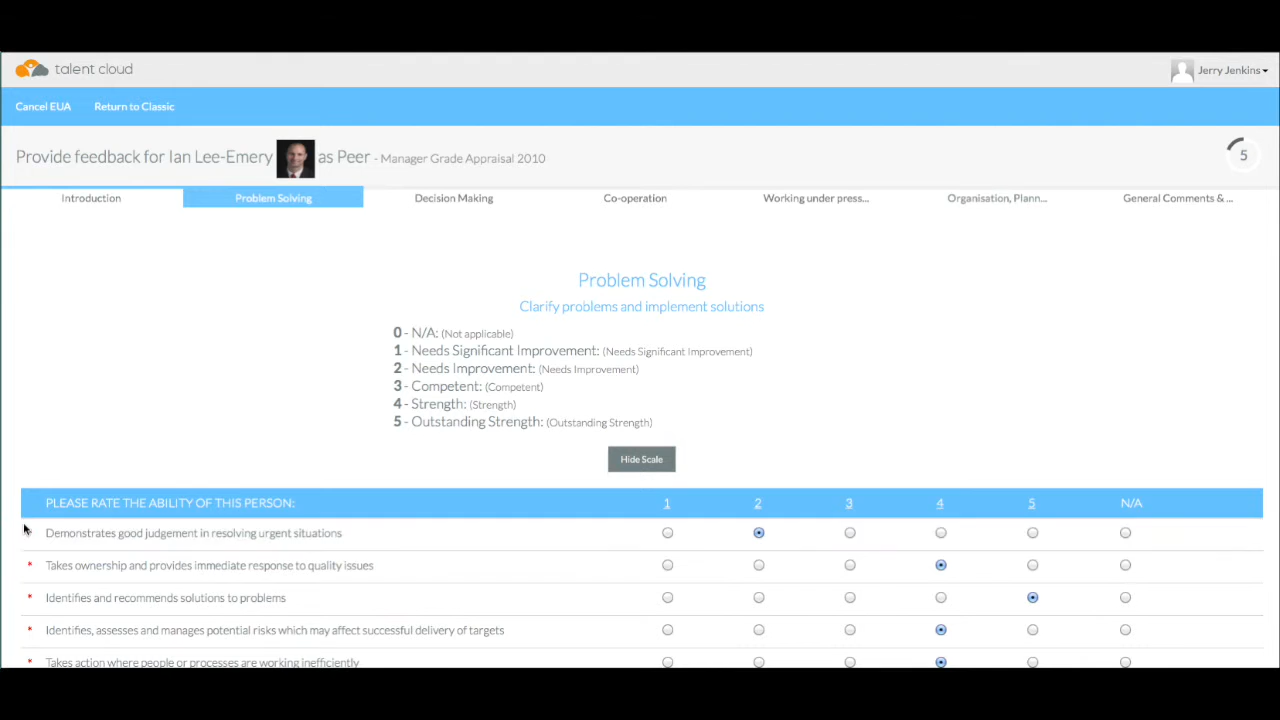 talent cloud
Jerry Jenkins
Cancel EUA Return to Classic
Provide feedback for Ian Lee-Emery as Peer - Manager Grade Appraisal 2010
5
Introduction Problem Solving Decision Making Co-operation Working under press... Organisation, Plann... General Comments & ...
Problem Solving
Clarify problems and implement solutions
0 - N/A: (Not applicable)
1 - Needs Significant Improvement: (Needs Significant Improvement)
2 - Needs Improvement: (Needs Improvement)
3 - Competent: (Competent)
4 - Strength: (Strength)
5 - Outstanding Strength: (Outstanding Strength)
Hide Scale
PLEASE RATE THE ABILITY OF THIS PERSON: 1 2 3 4 5 N/A
Demonstrates good judgement in resolving urgent situations
* Takes ownership and provides immediate response to quality issues
* Identifies and recommends solutions to problems
* Identifies, assesses and manages potential risks which may affect successful delivery of targets
* Takes action where people or processes are working inefficiently